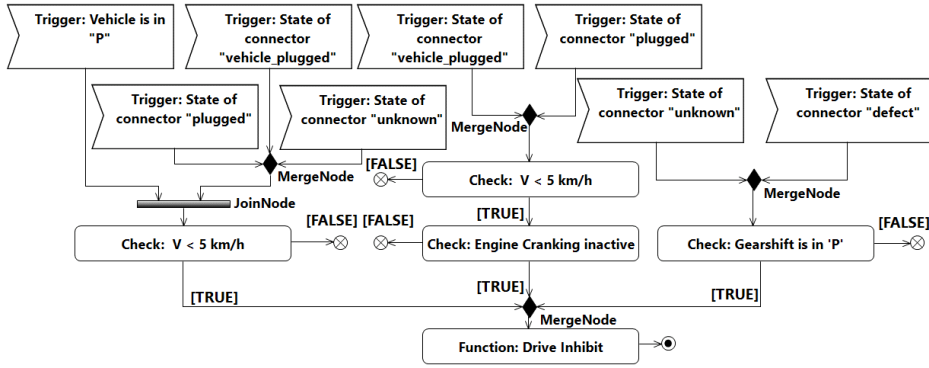 Trigger: Vehicle is in
"P"
Trigger: State of
connector
"vehicle_plugged"
Trigger: State of
connector
"vehicle_plugged"
Trigger: State of
connector "plugged"
Trigger: State of
connector "plugged"
Trigger: State of
connector "unknown"
Trigger: State of
connector "unknown"
Trigger: State of
connector "defect"
MergeNode
MergeNode
MergeNode
[FALSE]
Check: V < 5 km/h
JoinNode
[TRUE]
[FALSE]
[FALSE]
[FALSE]
Check: V < 5 km/h
Check: Engine Cranking inactive
Check: Gearshift is in 'P'
[TRUE]
[TRUE]
[TRUE]
MergeNode
Function: Drive Inhibit